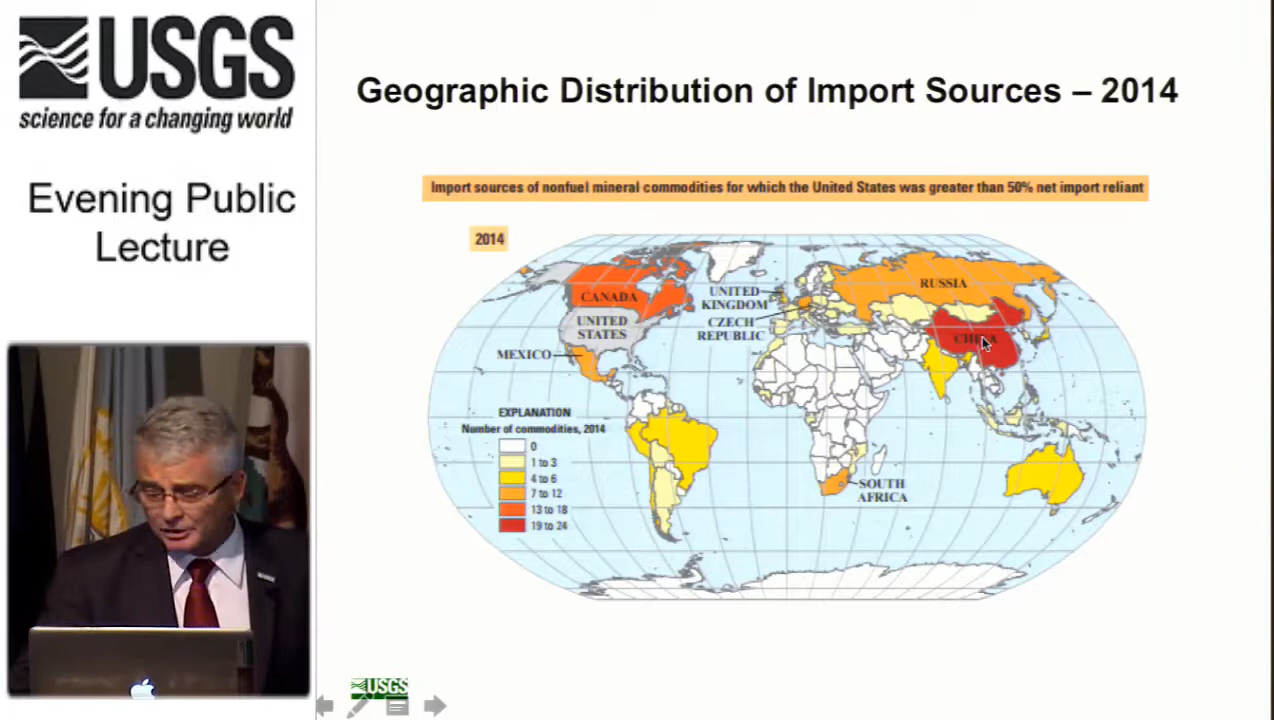 USGS
science for a changing world
Evening Public
Lecture
Geographic Distribution of Import Sources – 2014
Import sources of nonfuel mineral commodities for which the United States was greater than 50% net import reliant
2014
CANADA
UNITED
STATES
MEXICO
UNITED
KINGDOM
CZECH
REPUBLIC
RUSSIA
CHINA
SOUTH
AFRICA
EXPLANATION
Number of commodities, 2014
0
1 to 3
4 to 6
7 to 12
13 to 18
19 to 24
USGS